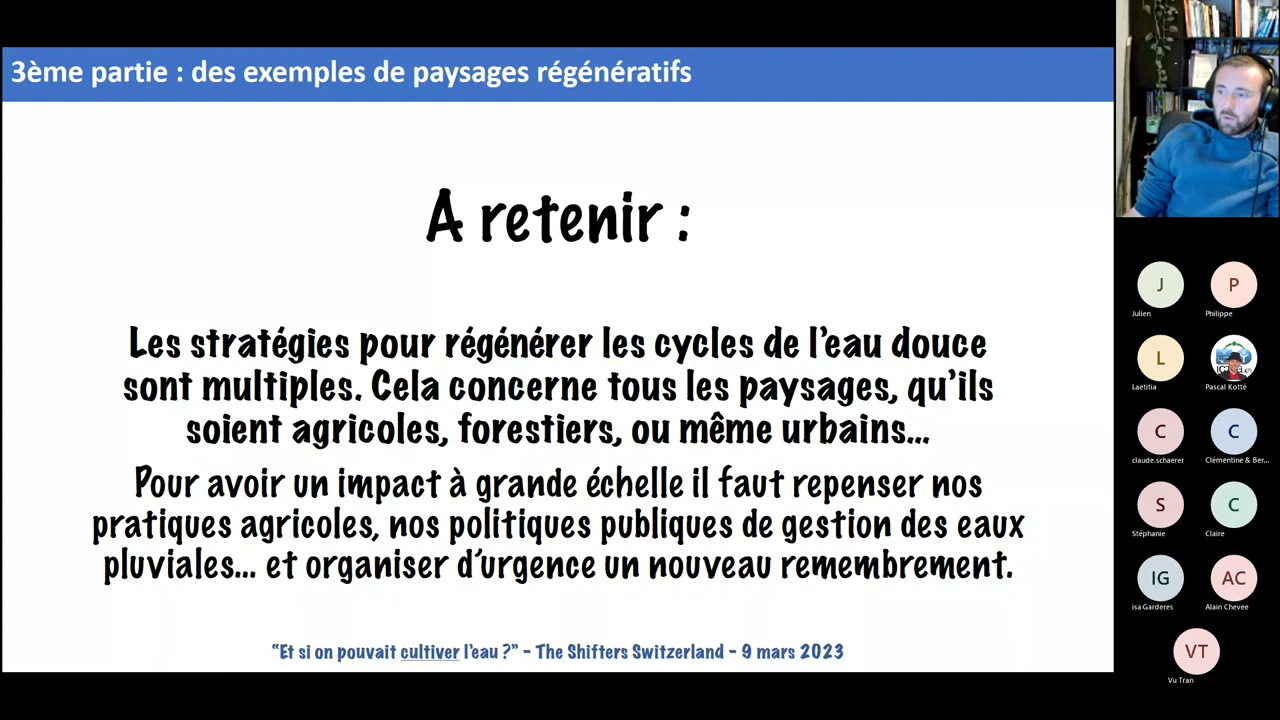 3ème partie : des exemples de paysages régénératifs
A retenir :
Les stratégies pour régénérer les cycles de l'eau douce
sont multiples. Cela concerne tous les paysages, qu'ils
soient agricoles, forestiers, ou même urbains...
Pour avoir un impact à grande échelle il faut repenser nos
pratiques agricoles, nos politiques publiques de gestion des eaux
pluviales... et organiser d'urgence un nouveau remembrement.
"Et si on pouvait cultiver l'eau ?" - The Shifters Switzerland - 9 mars 2023
J
P
Julien
Philippe
L
Laetitia
Pascal Kotté
C
C
claude.schaerer
Clémentine & Ber...
S
C
Stéphanie
Claire
IG
AC
isa Garderes
Alain Chevee
VT
Vu Tran